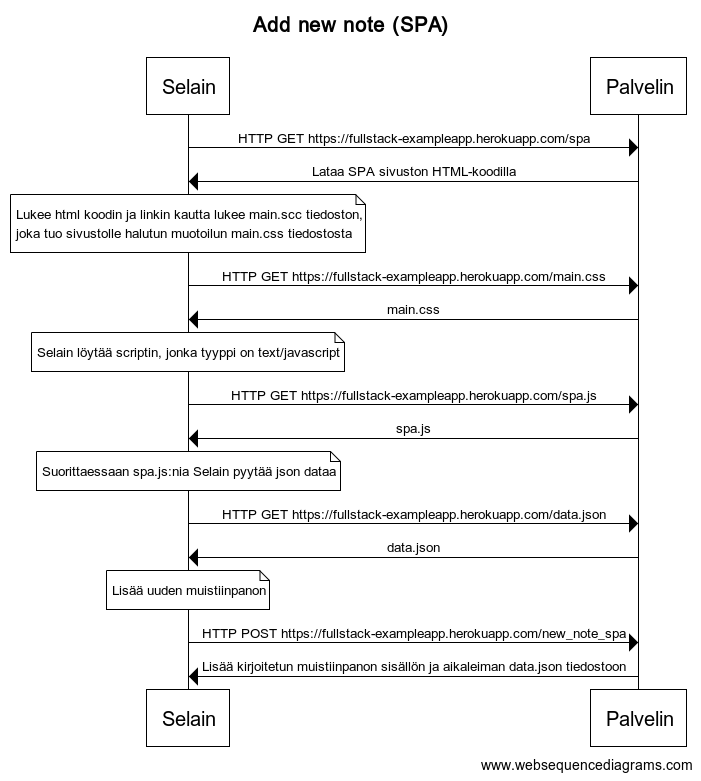 Add new note (SPA)
Selain
Palvelin
HTTP GET https://fullstack-exampleapp.herokuapp.com/spa
Lataa SPA sivuston HTML-koodilla
Lukee html koodin ja linkin kautta lukee main.scc tiedoston,
joka tuo sivustolle halutun muotoilun main.css tiedostosta
HTTP GET https://fullstack-exampleapp.herokuapp.com/main.css
main.css
Selain löytää scriptin, jonka tyyppi on text/javascript
HTTP GET https://fullstack-exampleapp.herokuapp.com/spa.js
spa.js
Suorittaessaan spa.js:nia Selain pyytää json dataa
HTTP GET https://fullstack-exampleapp.herokuapp.com/data.json
data.json
Lisää uuden muistiinpanon
HTTP POST https://fullstack-exampleapp.herokuapp.com/new_note_spa
Lisää kirjoitetun muistiinpanon sisällön ja aikaleiman data.json tiedostoon
Selain
Palvelin
www.websequencediagrams.com